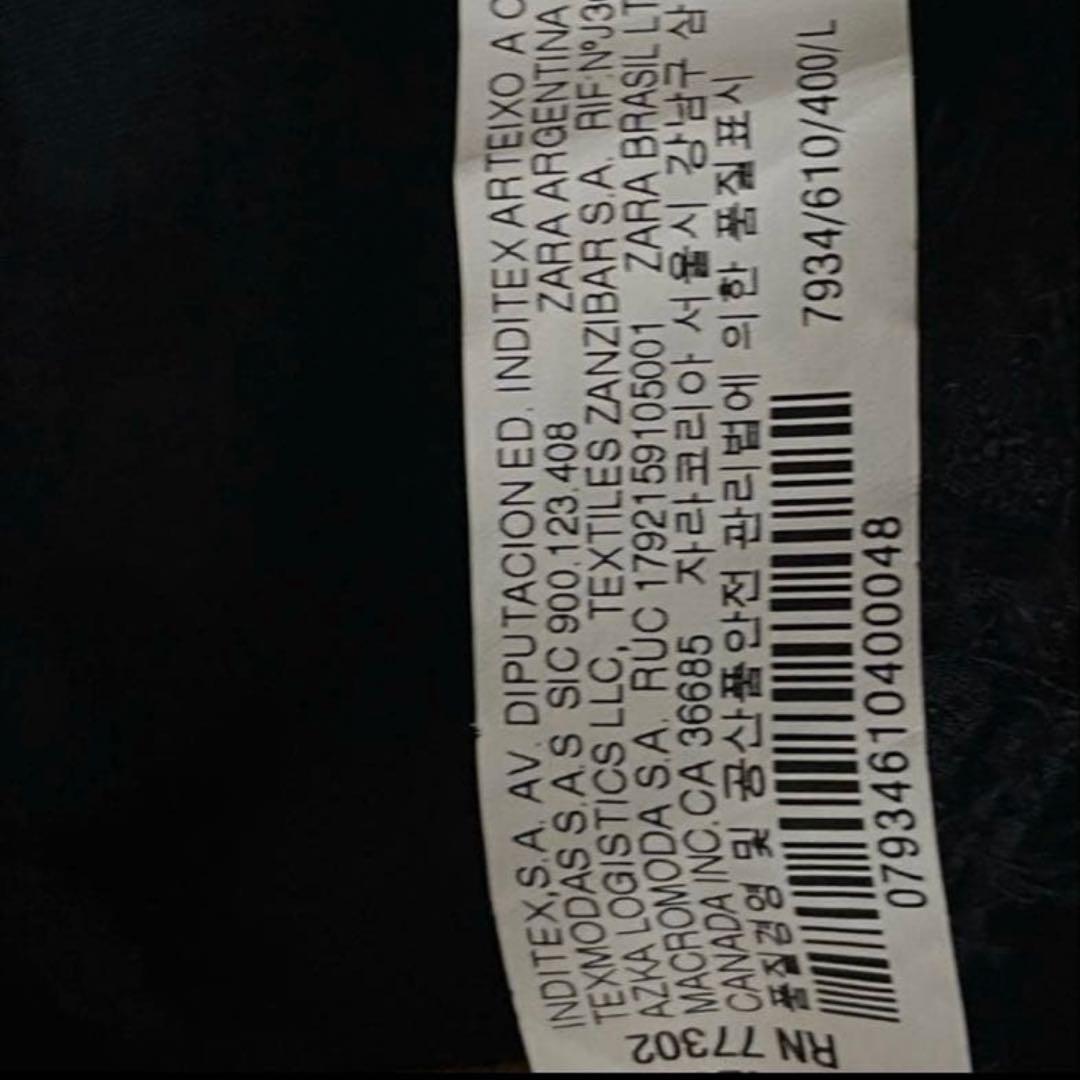 INDITEX,S.A. AV. DIPUTACION ED. INDITEX ARTEIXO A C
TEXMODAS S.A.S SIC 900.123.408 ZARA ARGENTINA
AZKA LOGISTICS LLC, TEXTILES ZANZIBAR S.A. RIF:NºJ30
MACROMODA S.A. RUC 1792159105001 ZARA BRASIL LT
CANADA INC.CA 36685 자라코리아 서울시 강남구 삼
품질경영 및 공산품안전 관리법에 의한 품질표시
7934/610/400/L
07934610400048
RN 77302